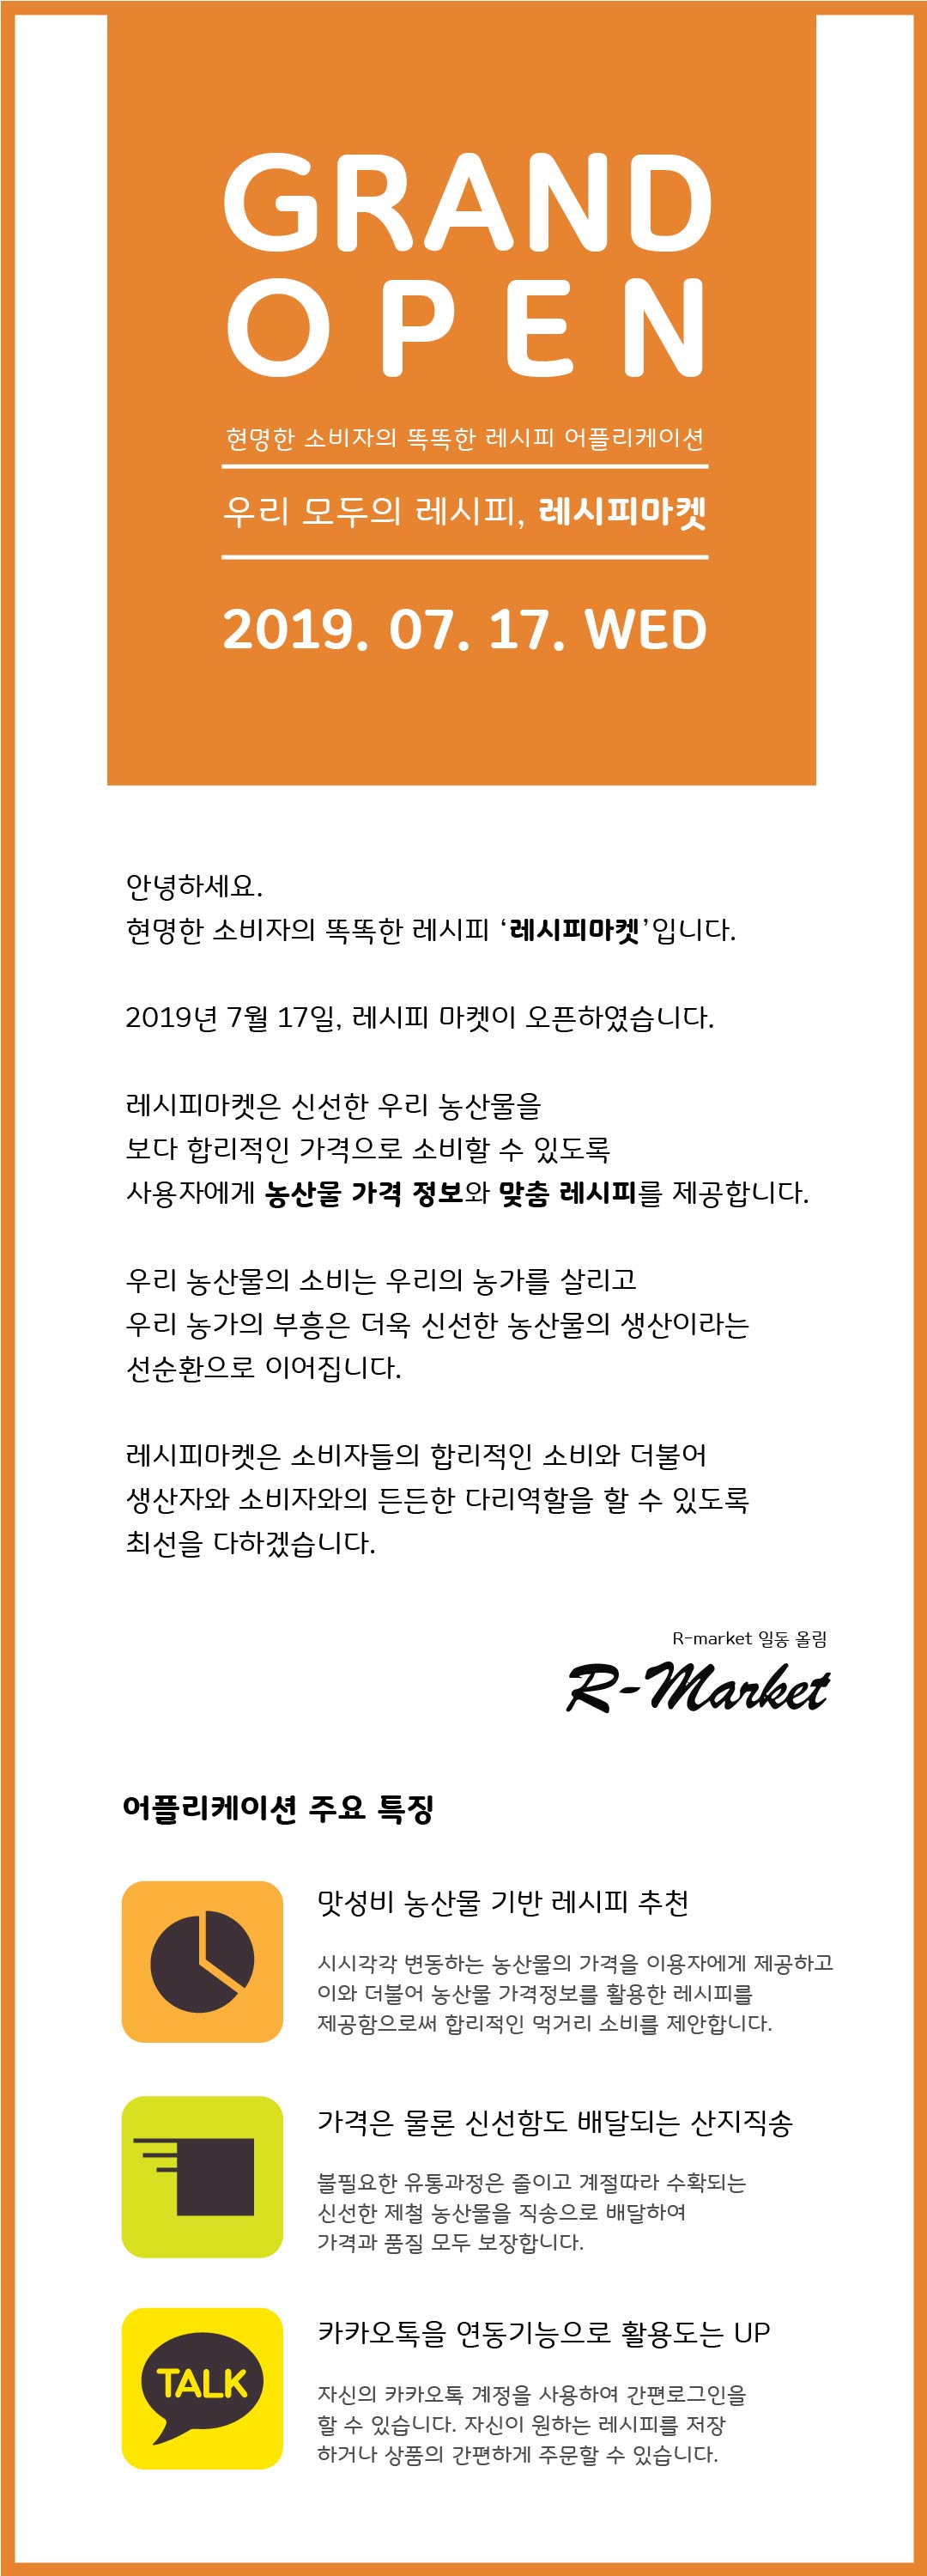 GRAND
OPEN
현명한 소비자의 똑똑한 레시피 어플리케이션
우리 모두의 레시피, 레시피마켓
2019. 07. 17. WED
안녕하세요.
현명한 소비자의 똑똑한 레시피 ‘레시피마켓’입니다.
2019년 7월 17일, 레시피 마켓이 오픈하였습니다.
레시피마켓은 신선한 우리 농산물을
보다 합리적인 가격으로 소비할 수 있도록
사용자에게 농산물 가격 정보와 맞춤 레시피를 제공합니다.
우리 농산물의 소비는 우리의 농가를 살리고
우리 농가의 부흥은 더욱 신선한 농산물의 생산이라는
선순환으로 이어집니다.
레시피마켓은 소비자들의 합리적인 소비와 더불어
생산자와 소비자와의 든든한 다리역할을 할 수 있도록
최선을 다하겠습니다.
R-market 일동 올림
R-Market
어플리케이션 주요 특징
맛성비 농산물 기반 레시피 추천
시시각각 변동하는 농산물의 가격을 이용자에게 제공하고
이와 더불어 농산물 가격정보를 활용한 레시피를
제공함으로써 합리적인 먹거리 소비를 제안합니다.
가격은 물론 신선함도 배달되는 산지직송
불필요한 유통과정은 줄이고 계절따라 수확되는
신선한 제철 농산물을 직송으로 배달하여
가격과 품질 모두 보장합니다.
TALK
카카오톡을 연동기능으로 활용도는 UP
자신의 카카오톡 계정을 사용하여 간편로그인을
할 수 있습니다. 자신이 원하는 레시피를 저장
하거나 상품의 간편하게 주문할 수 있습니다.